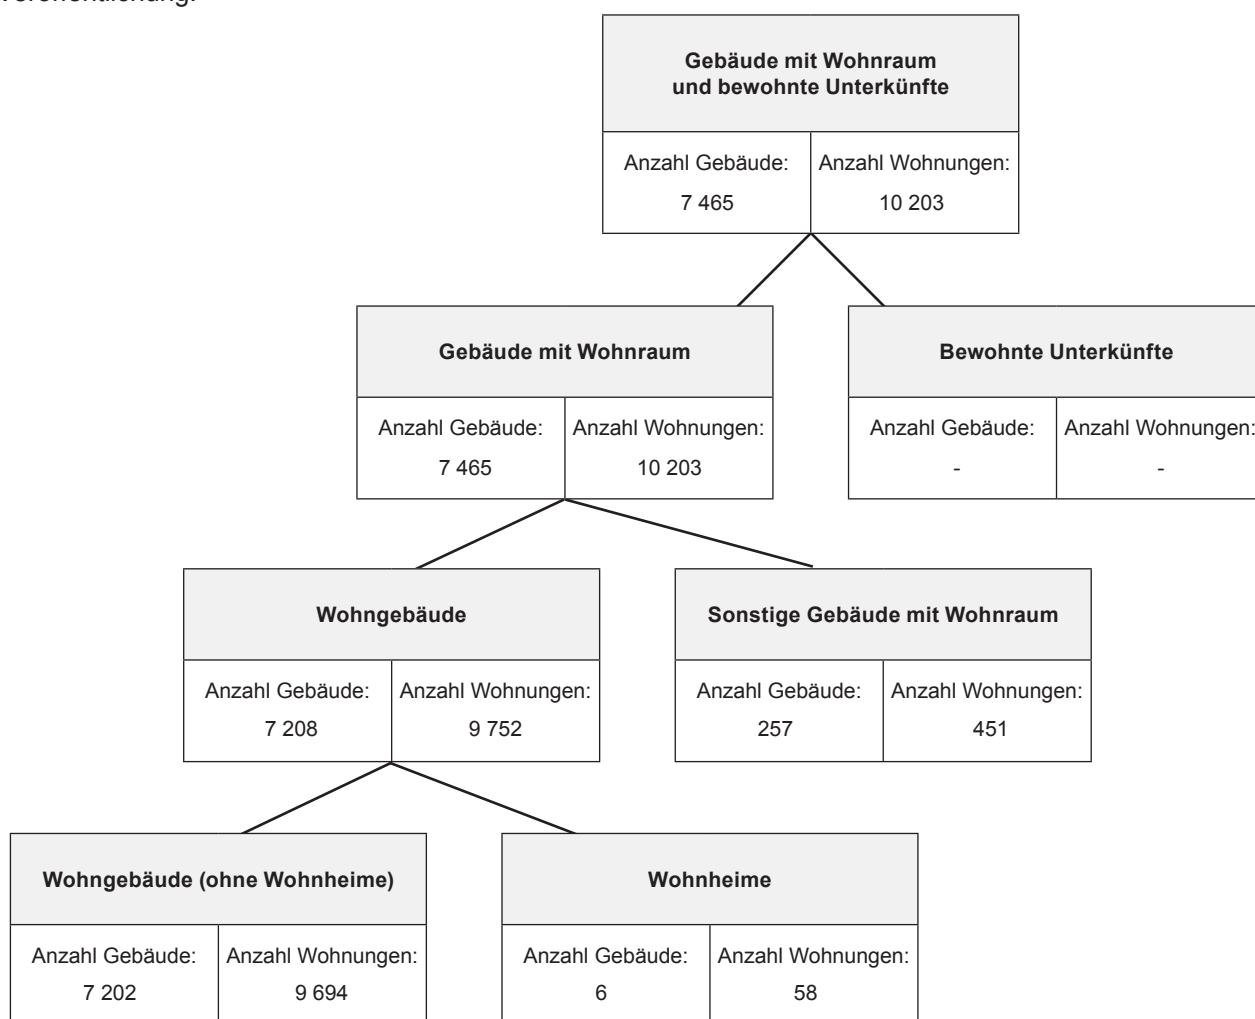 Veröffentlichung.
Gebäude mit Wohnraum
und bewohnte Unterkünfte
Anzahl Gebäude: Anzahl Wohnungen:
7 465 10 203
Gebäude mit Wohnraum Bewohnte Unterkünfte
Anzahl Gebäude: Anzahl Wohnungen: Anzahl Gebäude: Anzahl Wohnungen:
7 465 10 203 - -
Wohngebäude Sonstige Gebäude mit Wohnraum
Anzahl Gebäude: Anzahl Wohnungen: Anzahl Gebäude: Anzahl Wohnungen:
7 208 9 752 257 451
Wohngebäude (ohne Wohnheime) Wohnheime
Anzahl Gebäude: Anzahl Wohnungen: Anzahl Gebäude: Anzahl Wohnungen:
7 202 9 694 6 58